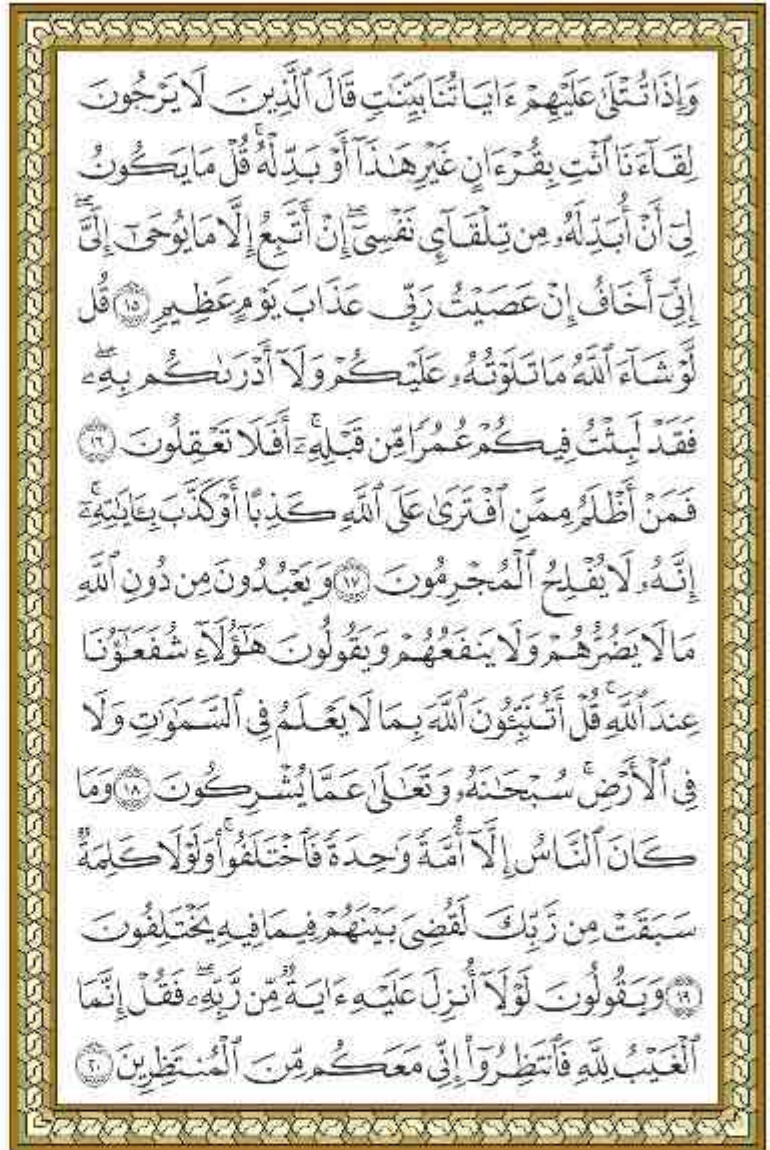 وَإِذَا تُتْلَىٰ عَلَيْهِمْ ءَايَاتُنَا بَيِّنَٰتٍ قَالَ ٱلَّذِينَ لَا يَرْجُونَ
لِقَآءَنَا ٱئْتِ بِقُرْءَانٍ غَيْرِ هَٰذَآ أَوْ بَدِّلْهُ ۚ قُلْ مَا يَكُونُ
لِىٓ أَنْ أُبَدِّلَهُۥ مِن تِلْقَآئِ نَفْسِىٓ ۖ إِنْ أَتَّبِعُ إِلَّا مَا يُوحَىٰٓ إِلَىَّ ۖ
إِنِّىٓ أَخَافُ إِنْ عَصَيْتُ رَبِّى عَذَابَ يَوْمٍ عَظِيمٍ ١٥ قُل
لَّوْ شَآءَ ٱللَّهُ مَا تَلَوْتُهُۥ عَلَيْكُمْ وَلَآ أَدْرَىٰكُم بِهِۦ ۖ
فَقَدْ لَبِثْتُ فِيكُمْ عُمُرًا مِّن قَبْلِهِۦٓ ۚ أَفَلَا تَعْقِلُونَ ١٦
فَمَنْ أَظْلَمُ مِمَّنِ ٱفْتَرَىٰ عَلَى ٱللَّهِ كَذِبًا أَوْ كَذَّبَ بِـَٔايَٰتِهِۦٓ ۚ
إِنَّهُۥ لَا يُفْلِحُ ٱلْمُجْرِمُونَ ١٧ وَيَعْبُدُونَ مِن دُونِ ٱللَّهِ
مَا لَا يَضُرُّهُمْ وَلَا يَنفَعُهُمْ وَيَقُولُونَ هَٰٓؤُلَآءِ شُفَعَٰٓؤُنَا
عِندَ ٱللَّهِ ۚ قُلْ أَتُنَبِّـُٔونَ ٱللَّهَ بِمَا لَا يَعْلَمُ فِى ٱلسَّمَٰوَٰتِ وَلَا
فِى ٱلْأَرْضِ ۚ سُبْحَٰنَهُۥ وَتَعَٰلَىٰ عَمَّا يُشْرِكُونَ ١٨ وَمَا
كَانَ ٱلنَّاسُ إِلَّآ أُمَّةً وَٰحِدَةً فَٱخْتَلَفُوا۟ ۚ وَلَوْلَا كَلِمَةٌ
سَبَقَتْ مِن رَّبِّكَ لَقُضِىَ بَيْنَهُمْ فِيمَا فِيهِ يَخْتَلِفُونَ
١٩ وَيَقُولُونَ لَوْلَآ أُنزِلَ عَلَيْهِ ءَايَةٌ مِّن رَّبِّهِۦ ۖ فَقُلْ إِنَّمَا
ٱلْغَيْبُ لِلَّهِ فَٱنتَظِرُوٓا۟ إِنِّى مَعَكُم مِّنَ ٱلْمُنتَظِرِينَ ٢٠